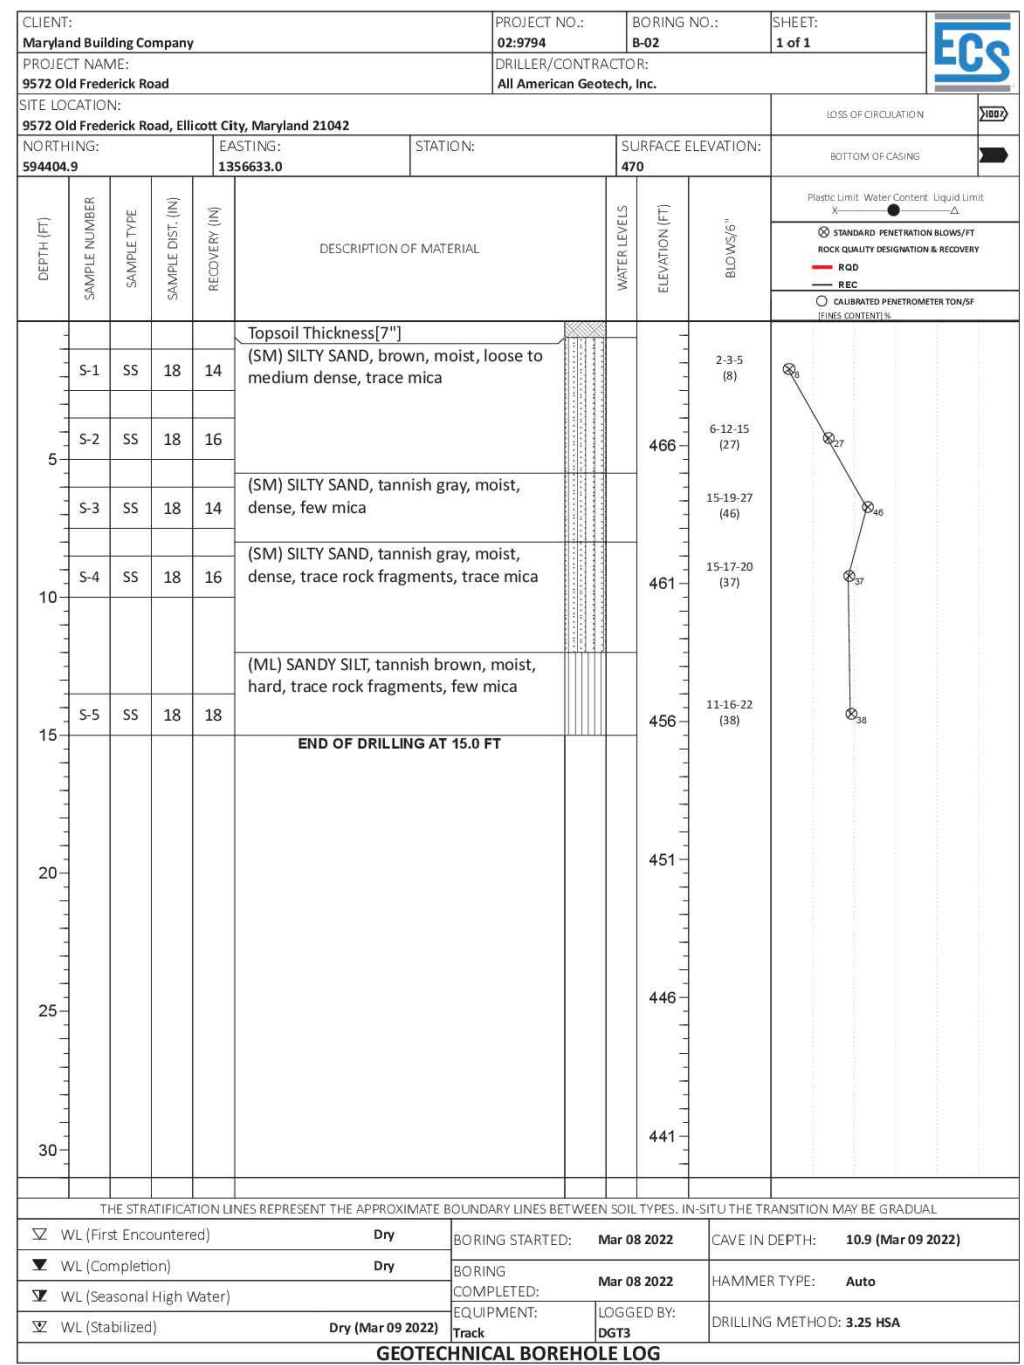 CLIENT:
Maryland Building Company
PROJECT NO.:
02:9794
BORING NO.:
B-02
SHEET:
1 of 1
ECS
PROJECT NAME:
9572 Old Frederick Road
DRILLER/CONTRACTOR:
All American Geotech, Inc.
SITE LOCATION:
9572 Old Frederick Road, Ellicott City, Maryland 21042
LOSS OF CIRCULATION
NORTHING:
594404.9
EASTING:
1356633.0
STATION:
SURFACE ELEVATION:
470
BOTTOM OF CASING
DEPTH (FT)
SAMPLE NUMBER
SAMPLE TYPE
SAMPLE DIST. (IN)
RECOVERY (IN)
DESCRIPTION OF MATERIAL
WATER LEVELS
ELEVATION (FT)
BLOWS/6"
Plastic Limit Water Content Liquid Limit
X
STANDARD PENETRATION BLOWS/FT
ROCK QUALITY DESIGNATION & RECOVERY
RQD
REC
CALIBRATED PENETROMETER TON/SF
[FINES CONTENT] %
Topsoil Thickness[7"]
(SM) SILTY SAND, brown, moist, loose to
medium dense, trace mica
S-1 SS 18 14
2-3-5
(8)
8
S-2 SS 18 16
466
6-12-15
(27)
27
5
(SM) SILTY SAND, tannish gray, moist,
dense, few mica
S-3 SS 18 14
15-19-27
(46)
46
(SM) SILTY SAND, tannish gray, moist,
dense, trace rock fragments, trace mica
S-4 SS 18 16
461
15-17-20
(37)
37
10
(ML) SANDY SILT, tannish brown, moist,
hard, trace rock fragments, few mica
S-5 SS 18 18
456
11-16-22
(38)
38
15
END OF DRILLING AT 15.0 FT
451
20
446
25
441
30
THE STRATIFICATION LINES REPRESENT THE APPROXIMATE BOUNDARY LINES BETWEEN SOIL TYPES. IN-SITU THE TRANSITION MAY BE GRADUAL
WL (First Encountered) Dry
WL (Completion) Dry
WL (Seasonal High Water)
WL (Stabilized) Dry (Mar 09 2022)
BORING STARTED: Mar 08 2022
BORING
COMPLETED: Mar 08 2022
EQUIPMENT:
Track
LOGGED BY:
DGT3
CAVE IN DEPTH: 10.9 (Mar 09 2022)
HAMMER TYPE: Auto
DRILLING METHOD: 3.25 HSA
GEOTECHNICAL BOREHOLE LOG